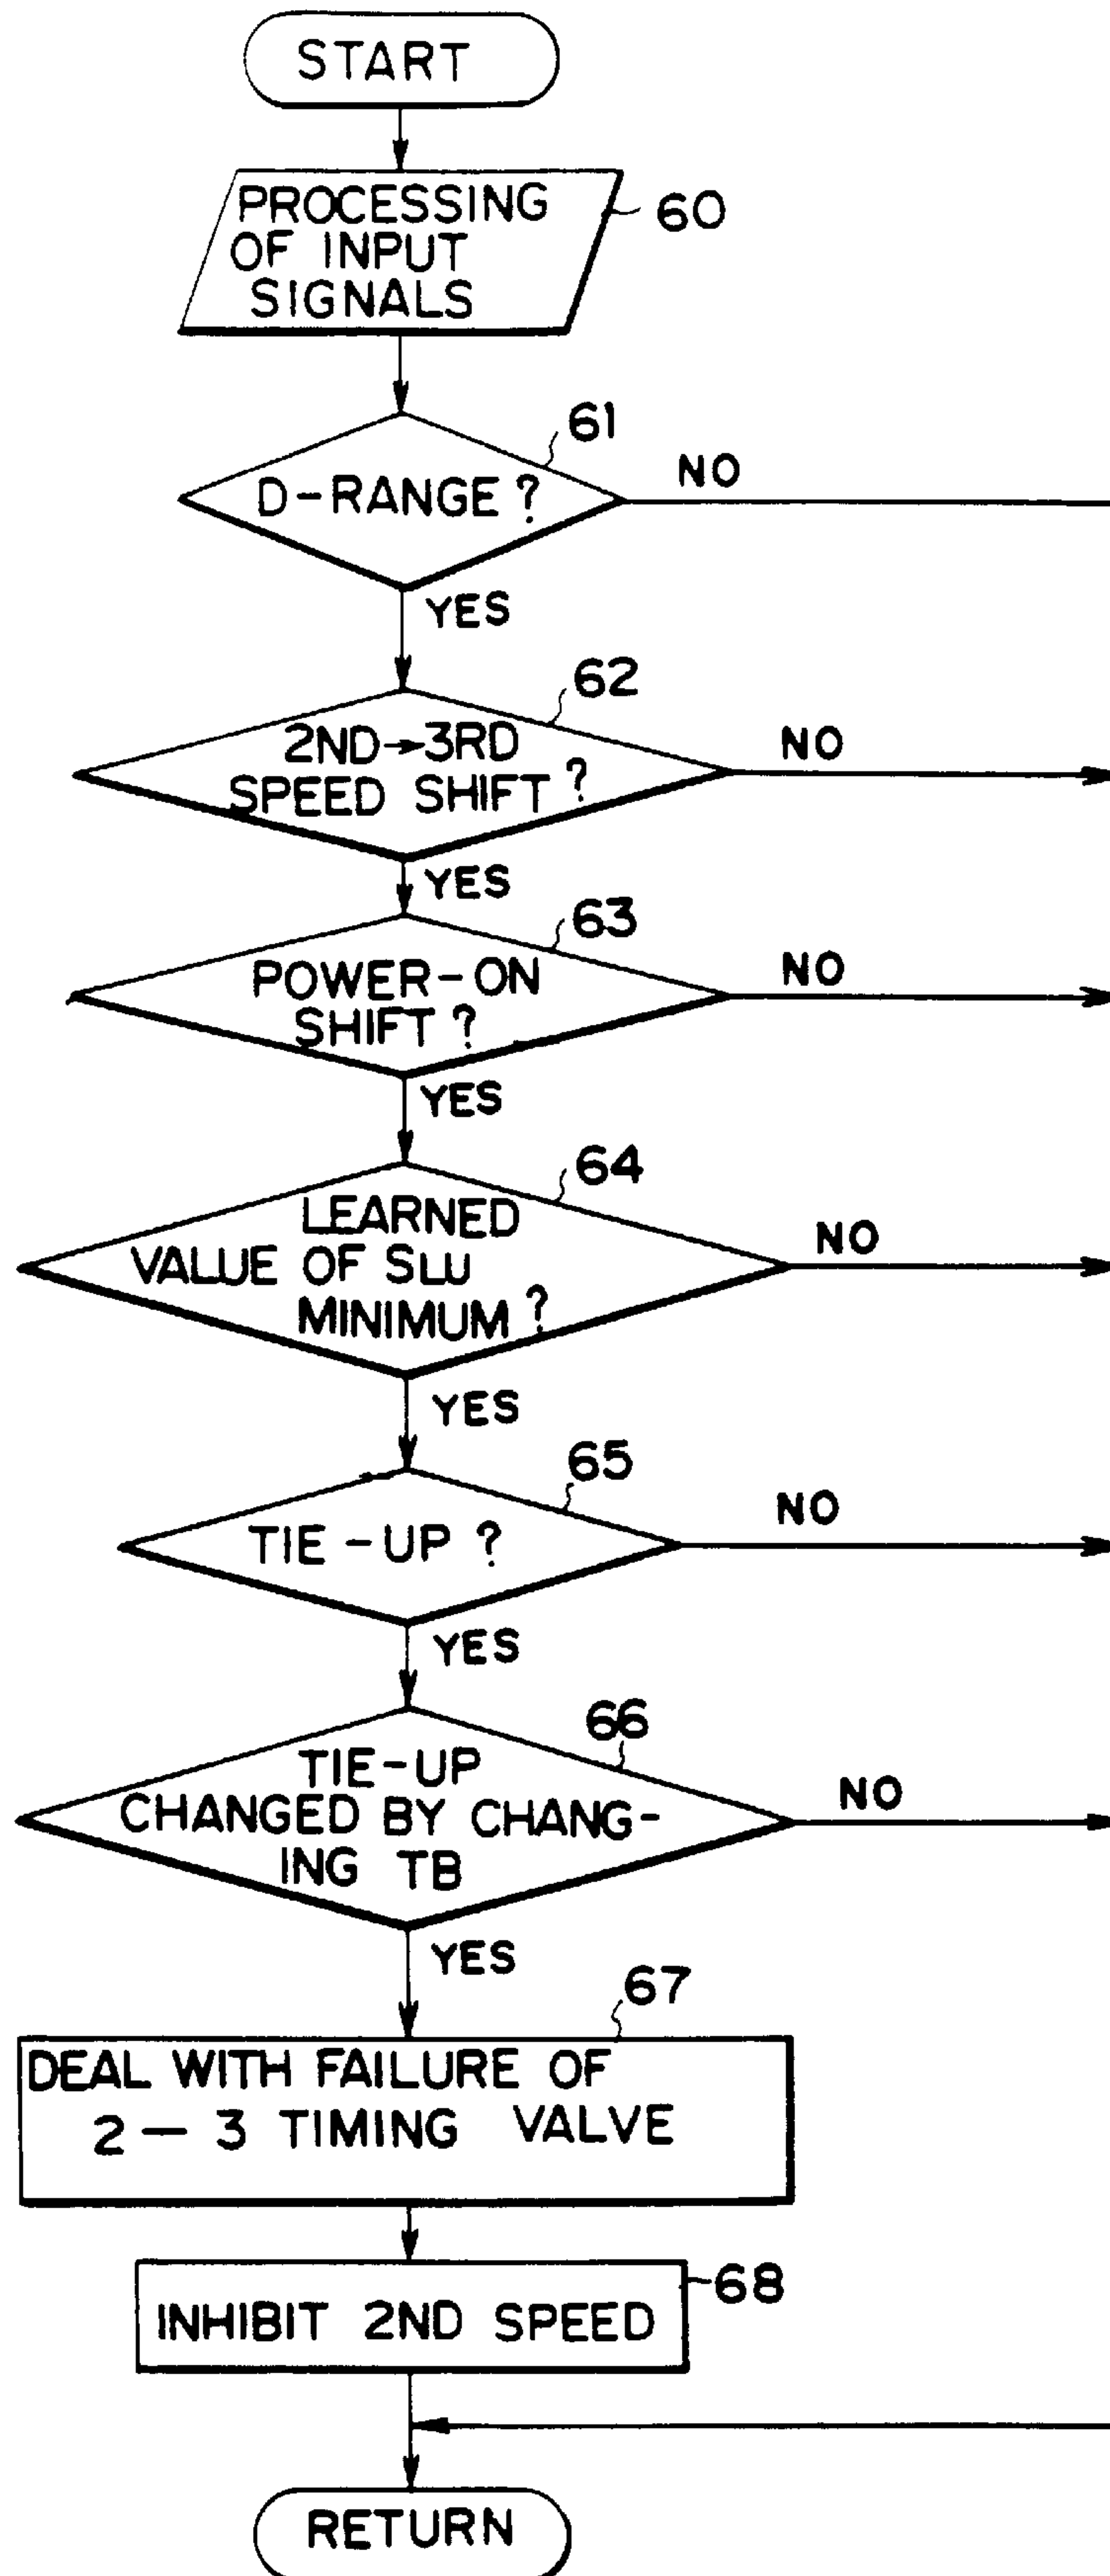 START
PROCESSING
OF INPUT
SIGNALS
60
61
D-RANGE?
NO
YES
62
2ND→3RD
SPEED SHIFT?
NO
YES
63
POWER-ON
SHIFT?
NO
YES
64
LEARNED
VALUE OF SLU
MINIMUM?
NO
YES
65
TIE-UP?
NO
YES
66
TIE-UP
CHANGED BY CHANG-
ING TB
NO
YES
67
DEAL WITH FAILURE OF
2-3 TIMING VALVE
68
INHIBIT 2ND SPEED
RETURN